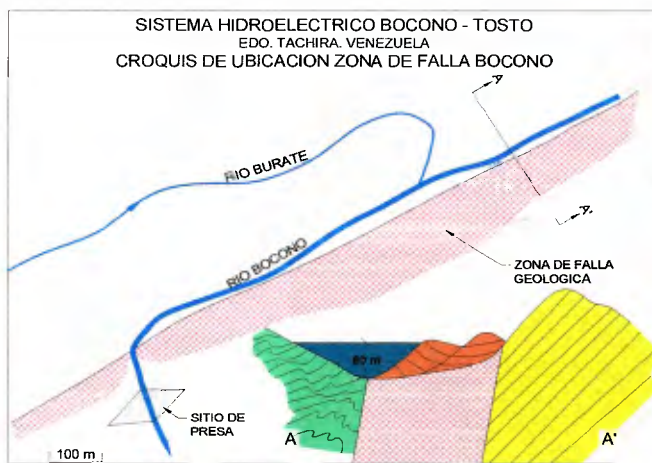 SISTEMA HIDROELECTRICO BOCONO - TOSTO
EDO. TACHIRA. VENEZUELA
CROQUIS DE UBICACION ZONA DE FALLA BOCONO
A
RIO BURATE
A'
RIO BOCONO
ZONA DE FALLA
GEOLOGICA
80 m
SITIO DE
PRESA
A
A'
100 m